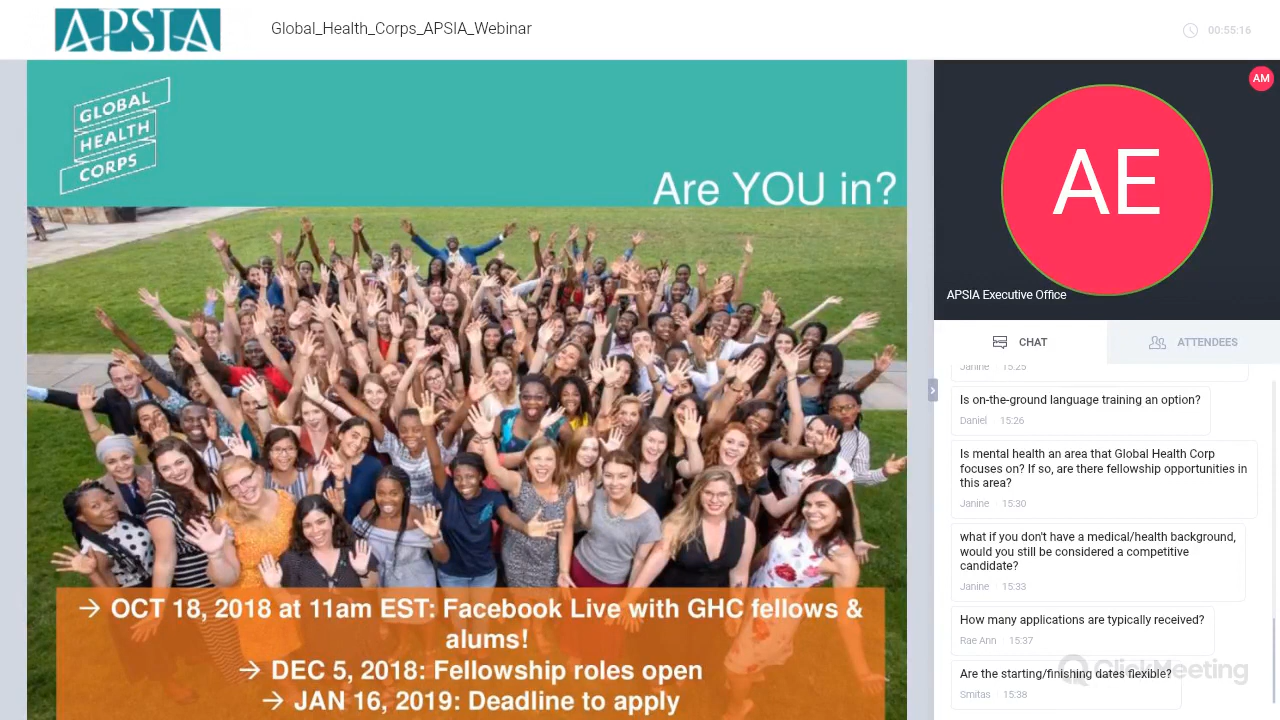 APSIA
Global_Health_Corps_APSIA_Webinar
00:55:16
GLOBAL
HEALTH
CORPS
Are YOU in?
→ OCT 18, 2018 at 11am EST: Facebook Live with GHC fellows &
alums!
→ DEC 5, 2018: Fellowship roles open
→ JAN 16, 2019: Deadline to apply
AM
AE
APSIA Executive Office
CHAT
ATTENDEES
Janine 15:25
Is on-the-ground language training an option?
Daniel 15:26
Is mental health an area that Global Health Corp
focuses on? If so, are there fellowship opportunities in
this area?
Janine 15:30
what if you don't have a medical/health background,
would you still be considered a competitive
candidate?
Janine 15:33
How many applications are typically received?
Rae Ann 15:37
Are the starting/finishing dates flexible?
Smitas 15:38
ClickMeeting